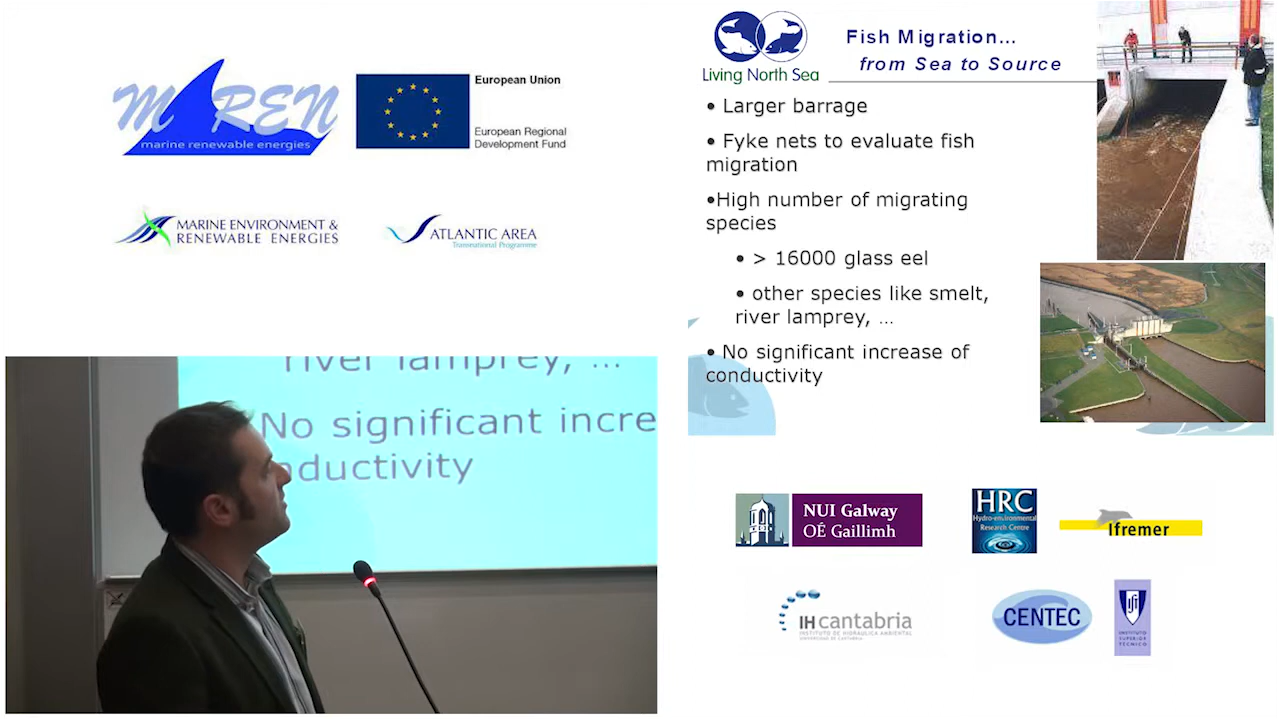 MAREN
marine renewable energies
European Union
European Regional
Development Fund
MARINE ENVIRONMENT &
RENEWABLE ENERGIES
ATLANTIC AREA
Transnational Programme
river lamprey, ...
No significant incre
nductivity
Living North Sea
Fish Migration...
from Sea to Source
• Larger barrage
• Fyke nets to evaluate fish
migration
•High number of migrating
species
• > 16000 glass eel
• other species like smelt,
river lamprey, ...
• No significant increase of
conductivity
NUI Galway
OÉ Gaillimh
HRC
Hydro-environmental
Research Centre
Ifremer
IHcantabria
INSTITUTO DE HIDRÁULICA AMBIENTAL
UNIVERSIDAD DE CANTABRIA
CENTEC
INSTITUTO
SUPERIOR
TÉCNICO